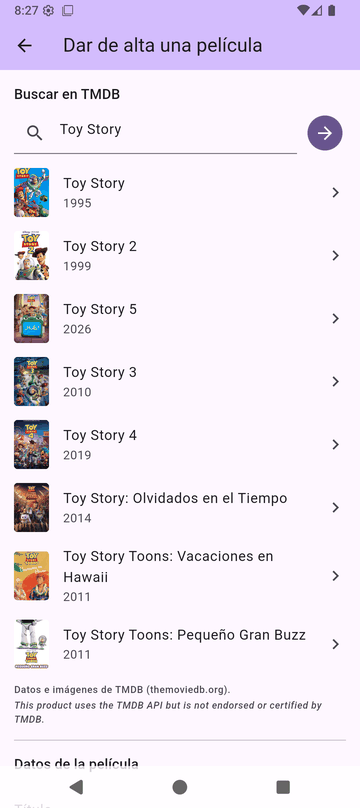 8:27
Dar de alta una película
Buscar en TMDB
Toy Story
Toy Story
1995
Toy Story 2
1999
Toy Story 5
2026
Toy Story 3
2010
Toy Story 4
2019
Toy Story: Olvidados en el Tiempo
2014
Toy Story Toons: Vacaciones en
Hawaii
2011
Toy Story Toons: Pequeño Gran Buzz
2011
Datos e imágenes de TMDB (themoviedb.org).
This product uses the TMDB API but is not endorsed or certified by
TMDB.
Datos de la película
Título